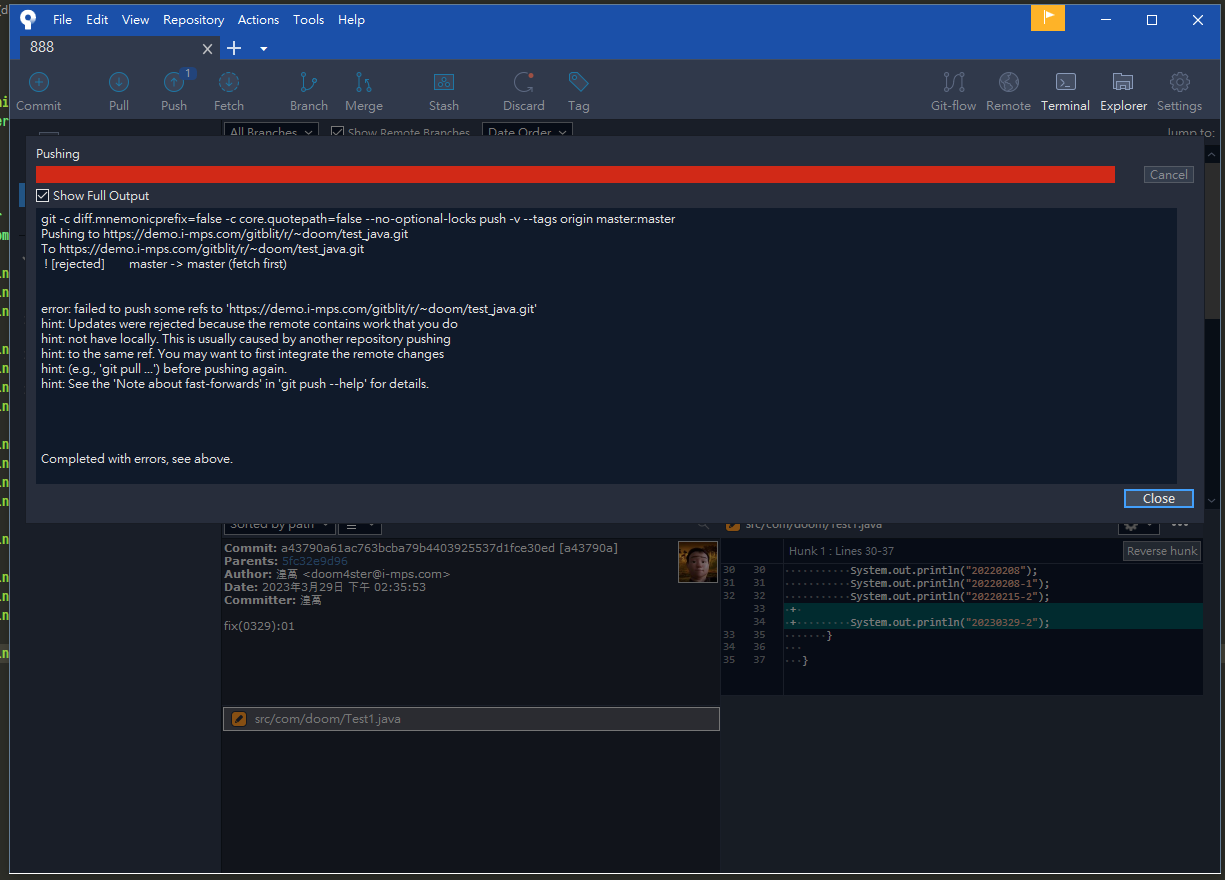 File Edit View Repository Actions Tools Help
888
Commit Pull 1 Push Fetch Branch Merge Stash Discard Tag Git-flow Remote Terminal Explorer Settings
All Branches Show Remote Branches Date Order Jump to:
Pushing
Cancel
Show Full Output
git -c diff.mnemonicprefix=false -c core.quotepath=false --no-optional-locks push -v --tags origin master:master
Pushing to https://demo.i-mps.com/gitblit/r/~doom/test_java.git
To https://demo.i-mps.com/gitblit/r/~doom/test_java.git
! [rejected] master -> master (fetch first)
error: failed to push some refs to 'https://demo.i-mps.com/gitblit/r/~doom/test_java.git'
hint: Updates were rejected because the remote contains work that you do
hint: not have locally. This is usually caused by another repository pushing
hint: to the same ref. You may want to first integrate the remote changes
hint: (e.g., 'git pull ...') before pushing again.
hint: See the 'Note about fast-forwards' in 'git push --help' for details.
Completed with errors, see above.
Close
Sorted by path
src/com/doom/Test1.java
Commit: a43790a61ac763bcba79b4403925537d1fce30ed [a43790a]
Parents: 5fc32e9d96
Author: 湟萬 <doom4ster@i-mps.com>
Date: 2023年3月29日 下午 02:35:53
Committer: 湟萬
fix(0329):01
src/com/doom/Test1.java
Hunk 1 : Lines 30-37
Reverse hunk
30 30 System.out.println("20220208");
31 31 System.out.println("20220208-1");
32 32 System.out.println("20220215-2");
33 +
34 + System.out.println("20230329-2");
33 35 }
34 36
35 37 }